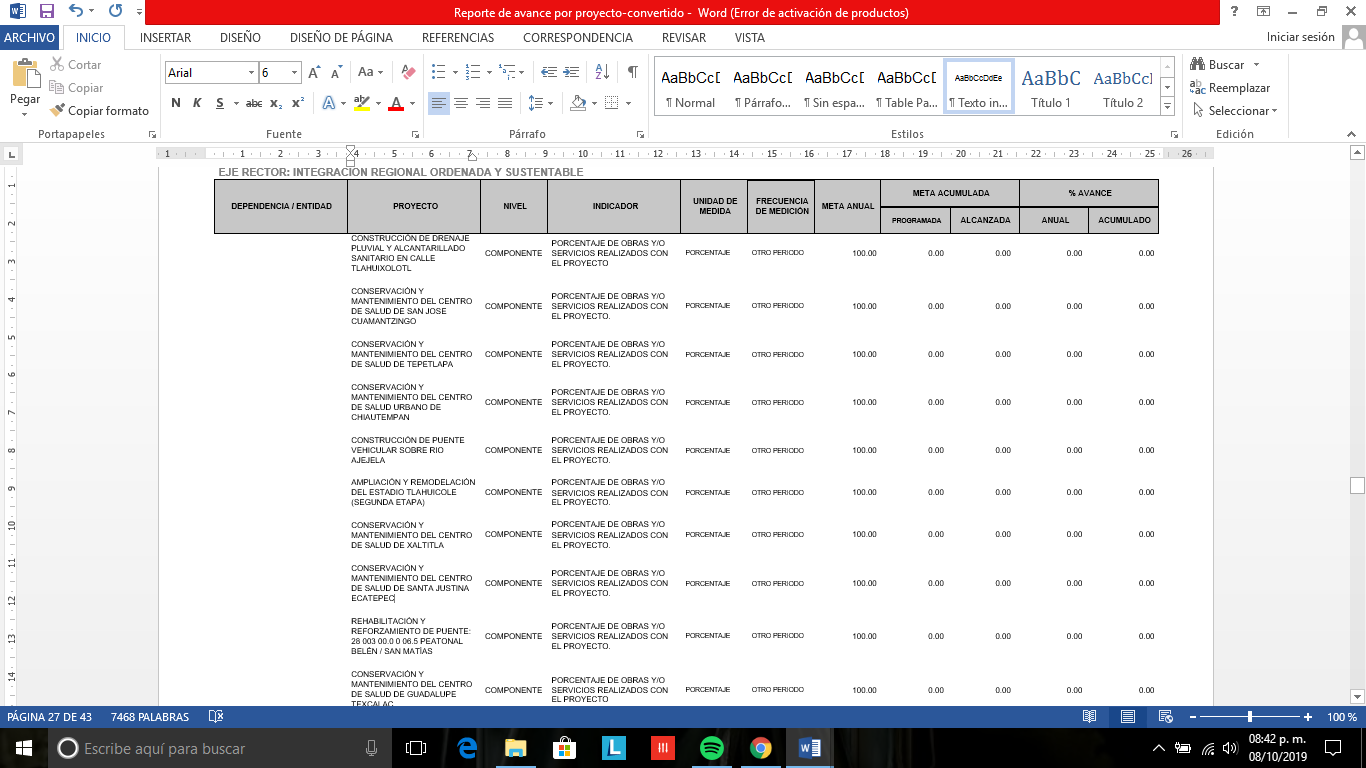 Reporte de avance por proyecto-convertido - Word (Error de activación de productos)
ARCHIVO INICIO INSERTAR DISEÑO DISEÑO DE PÁGINA REFERENCIAS CORRESPONDENCIA REVISAR VISTA Iniciar sesión
Pegar
Cortar
Copiar
Copiar formato
Portapapeles
Arial 6
N K S abc x₂ x²
Fuente
Párrafo
AaBbCcI AaBbCcI AaBbCcI AaBbCcI AaBbCcDdEe AaBbC AaBbCcI
¶ Normal ¶ Párrafo... ¶ Sin espa... ¶ Table Pa... ¶ Texto in... Título 1 Título 2
Estilos
Buscar
Reemplazar
Seleccionar
Edición
EJE RECTOR: INTEGRACIÓN REGIONAL ORDENADA Y SUSTENTABLE
DEPENDENCIA / ENTIDAD PROYECTO NIVEL INDICADOR UNIDAD DE MEDIDA FRECUENCIA DE MEDICIÓN META ANUAL META ACUMULADA % AVANCE
PROGRAMADA ALCANZADA ANUAL ACUMULADO
CONSTRUCCIÓN DE DRENAJE
PLUVIAL Y ALCANTARILLADO
SANITARIO EN CALLE
TLAHUIXOLOTL
COMPONENTE
PORCENTAJE DE OBRAS Y/O
SERVICIOS REALIZADOS CON
EL PROYECTO
PORCENTAJE OTRO PERIODO 100.00 0.00 0.00 0.00 0.00
CONSERVACIÓN Y
MANTENIMIENTO DEL CENTRO
DE SALUD DE SAN JOSE
CUAMANTZINGO
COMPONENTE
PORCENTAJE DE OBRAS Y/O
SERVICIOS REALIZADOS CON
EL PROYECTO.
PORCENTAJE OTRO PERIODO 100.00 0.00 0.00 0.00 0.00
CONSERVACIÓN Y
MANTENIMIENTO DEL CENTRO
DE SALUD DE TEPETLAPA
COMPONENTE
PORCENTAJE DE OBRAS Y/O
SERVICIOS REALIZADOS CON
EL PROYECTO.
PORCENTAJE OTRO PERIODO 100.00 0.00 0.00 0.00 0.00
CONSERVACIÓN Y
MANTENIMIENTO DEL CENTRO
DE SALUD URBANO DE
CHIAUTEMPAN
COMPONENTE
PORCENTAJE DE OBRAS Y/O
SERVICIOS REALIZADOS CON
EL PROYECTO.
PORCENTAJE OTRO PERIODO 100.00 0.00 0.00 0.00 0.00
CONSTRUCCIÓN DE PUENTE
VEHICULAR SOBRE RIO
AJEJELA
COMPONENTE
PORCENTAJE DE OBRAS Y/O
SERVICIOS REALIZADOS CON
EL PROYECTO.
PORCENTAJE OTRO PERIODO 100.00 0.00 0.00 0.00 0.00
AMPLIACIÓN Y REMODELACIÓN
DEL ESTADIO TLAHUICOLE
(SEGUNDA ETAPA)
COMPONENTE
PORCENTAJE DE OBRAS Y/O
SERVICIOS REALIZADOS CON
EL PROYECTO.
PORCENTAJE OTRO PERIODO 100.00 0.00 0.00 0.00 0.00
CONSERVACIÓN Y
MANTENIMIENTO DEL CENTRO
DE SALUD DE XALTITLA
COMPONENTE
PORCENTAJE DE OBRAS Y/O
SERVICIOS REALIZADOS CON
EL PROYECTO.
PORCENTAJE OTRO PERIODO 100.00 0.00 0.00 0.00 0.00
CONSERVACIÓN Y
MANTENIMIENTO DEL CENTRO
DE SALUD DE SANTA JUSTINA
ECATEPEC
COMPONENTE
PORCENTAJE DE OBRAS Y/O
SERVICIOS REALIZADOS CON
EL PROYECTO.
PORCENTAJE OTRO PERIODO 100.00 0.00 0.00 0.00 0.00
REHABILITACIÓN Y
REFORZAMIENTO DE PUENTE:
28 003 00.0 0 06.5 PEATONAL
BELÉN / SAN MATÍAS
COMPONENTE
PORCENTAJE DE OBRAS Y/O
SERVICIOS REALIZADOS CON
EL PROYECTO.
PORCENTAJE OTRO PERIODO 100.00 0.00 0.00 0.00 0.00
CONSERVACIÓN Y
MANTENIMIENTO DEL CENTRO
DE SALUD DE GUADALUPE
TEXCALAC
COMPONENTE
PORCENTAJE DE OBRAS Y/O
SERVICIOS REALIZADOS CON
EL PROYECTO
PORCENTAJE OTRO PERIODO 100.00 0.00 0.00 0.00 0.00
PÁGINA 27 DE 43 7468 PALABRAS 100 %
Escribe aquí para buscar
08:42 p. m.
08/10/2019